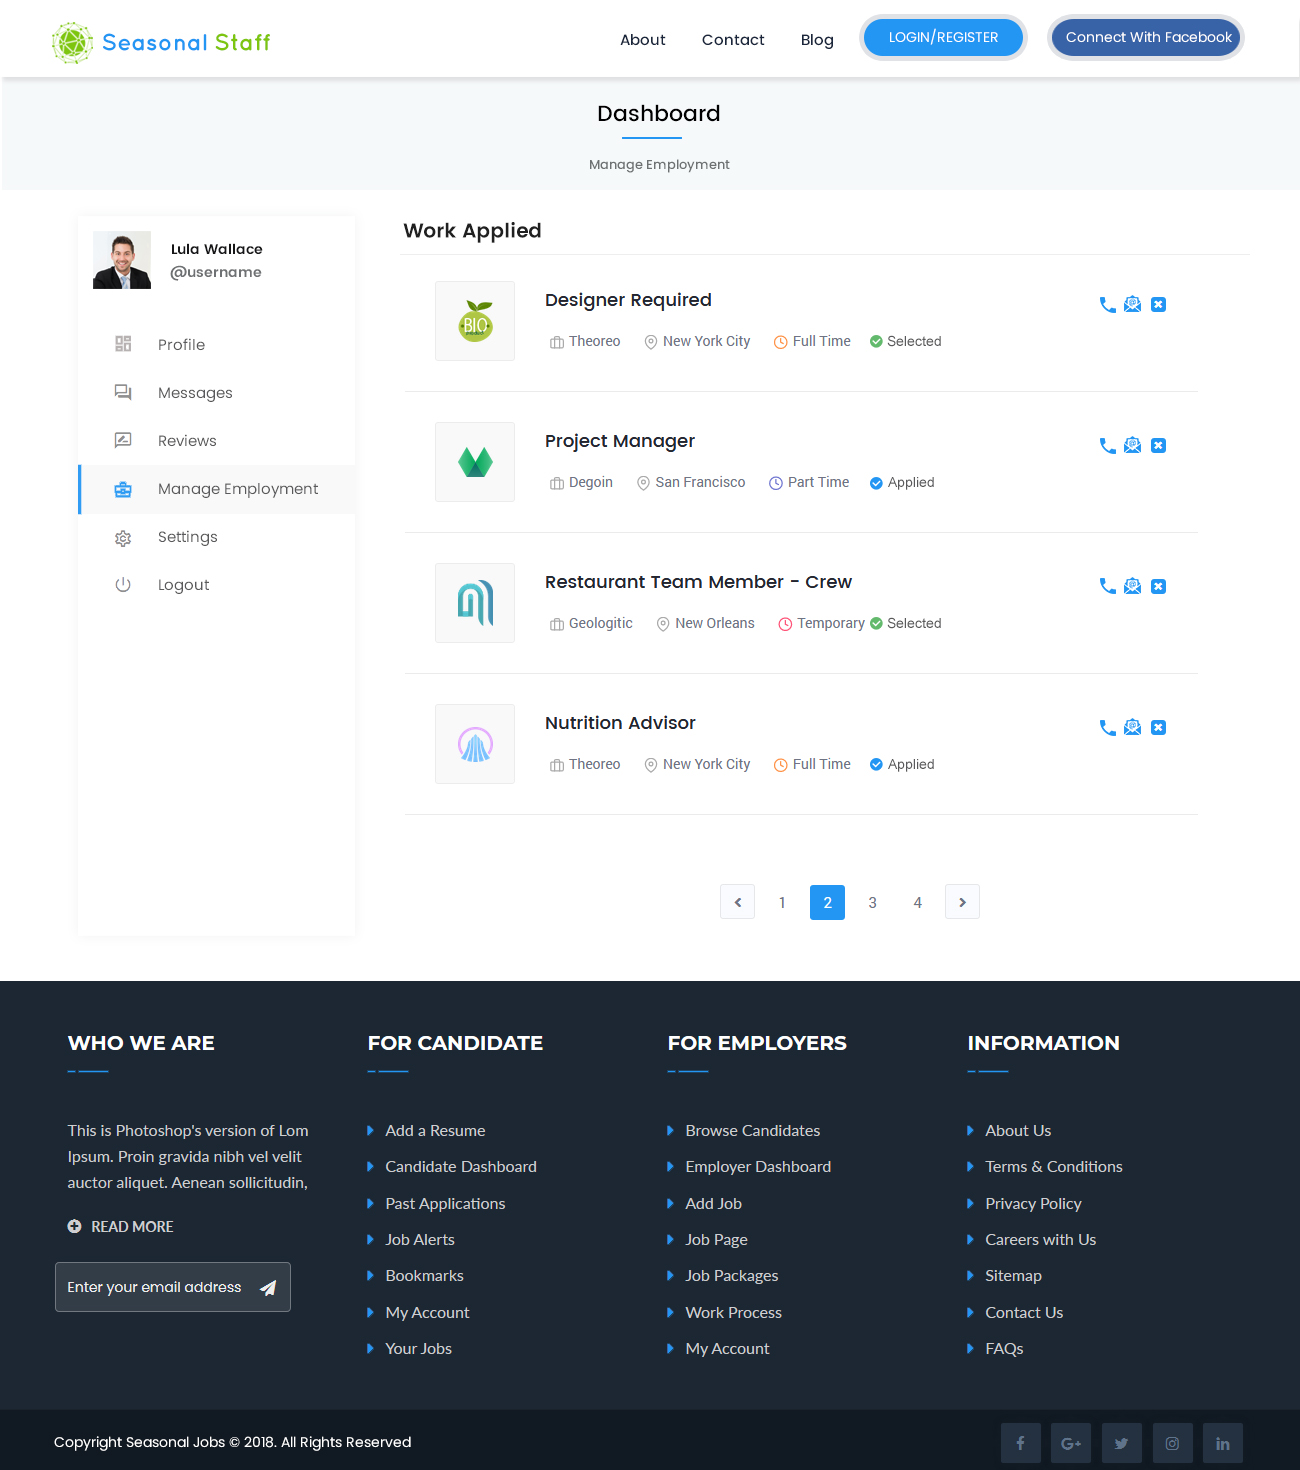 Seasonal Staff
About
Contact
Blog
LOGIN/REGISTER
Connect With Facebook
Dashboard
Manage Employment
Lula Wallace
@username
Profile
Messages
Reviews
Manage Employment
Settings
Logout
Work Applied
BIO
Designer Required
Theoreo
New York City
Full Time
Selected
Project Manager
Degoin
San Francisco
Part Time
Applied
Restaurant Team Member - Crew
Geologitic
New Orleans
Temporary
Selected
Nutrition Advisor
Theoreo
New York City
Full Time
Applied
1
2
3
4
WHO WE ARE
This is Photoshop's version of Lom
Ipsum. Proin gravida nibh vel velit
auctor aliquet. Aenean sollicitudin,
READ MORE
Enter your email address
FOR CANDIDATE
Add a Resume
Candidate Dashboard
Past Applications
Job Alerts
Bookmarks
My Account
Your Jobs
FOR EMPLOYERS
Browse Candidates
Employer Dashboard
Add Job
Job Page
Job Packages
Work Process
My Account
INFORMATION
About Us
Terms & Conditions
Privacy Policy
Careers with Us
Sitemap
Contact Us
FAQs
Copyright Seasonal Jobs © 2018. All Rights Reserved